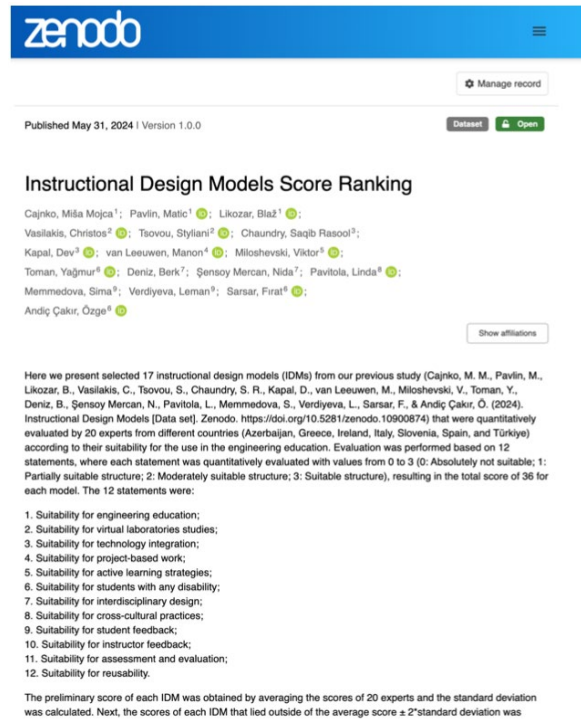 zenodo
Manage record
Published May 31, 2024 | Version 1.0.0
Dataset
Open
Instructional Design Models Score Ranking
Cajnko, Miša Mojca¹; Pavlin, Matic¹; Likozar, Blaž¹;
Vasilakis, Christos²; Tsovou, Styliani²; Chaundry, Saqib Rasool³;
Kapal, Dev³; van Leeuwen, Manon⁴; Miloshevski, Viktor⁵;
Toman, Yağmur⁶; Deniz, Berk⁷; Şensoy Mercan, Nida⁷; Pavitola, Linda⁸;
Memmedova, Sima⁹; Verdiyeva, Leman⁹; Sarsar, Fırat⁶;
Andiç Çakır, Özge⁶
Show affiliations
Here we present selected 17 instructional design models (IDMs) from our previous study (Cajnko, M. M., Pavlin, M.,
Likozar, B., Vasilakis, C., Tsovou, S., Chaundry, S. R., Kapal, D., van Leeuwen, M., Miloshevski, V., Toman, Y.,
Deniz, B., Şensoy Mercan, N., Pavitola, L., Memmedova, S., Verdiyeva, L., Sarsar, F., & Andiç Çakır, Ö. (2024).
Instructional Design Models [Data set]. Zenodo. https://doi.org/10.5281/zenodo.10900874) that were quantitatively
evaluated by 20 experts from different countries (Azerbaijan, Greece, Ireland, Italy, Slovenia, Spain, and Türkiye)
according to their suitability for the use in the engineering education. Evaluation was performed based on 12
statements, where each statement was quantitatively evaluated with values from 0 to 3 (0: Absolutely not suitable; 1:
Partially suitable structure; 2: Moderately suitable structure; 3: Suitable structure), resulting in the total score of 36 for
each model. The 12 statements were:
1. Suitability for engineering education;
2. Suitability for virtual laboratories studies;
3. Suitability for technology integration;
4. Suitability for project-based work;
5. Suitability for active learning strategies;
6. Suitability for students with any disability;
7. Suitability for interdisciplinary design;
8. Suitability for cross-cultural practices;
9. Suitability for student feedback;
10. Suitability for instructor feedback;
11. Suitability for assessment and evaluation;
12. Suitability for reusability.
The preliminary score of each IDM was obtained by averaging the scores of 20 experts and the standard deviation
was calculated. Next, the scores of each IDM that lied outside of the average score ± 2*standard deviation was